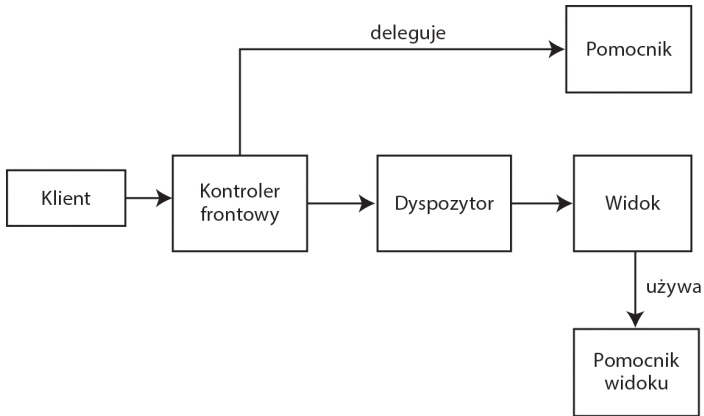 deleguje
Pomocnik
Klient
Kontroler
frontowy
Dyspozytor
Widok
używa
Pomocnik
widoku